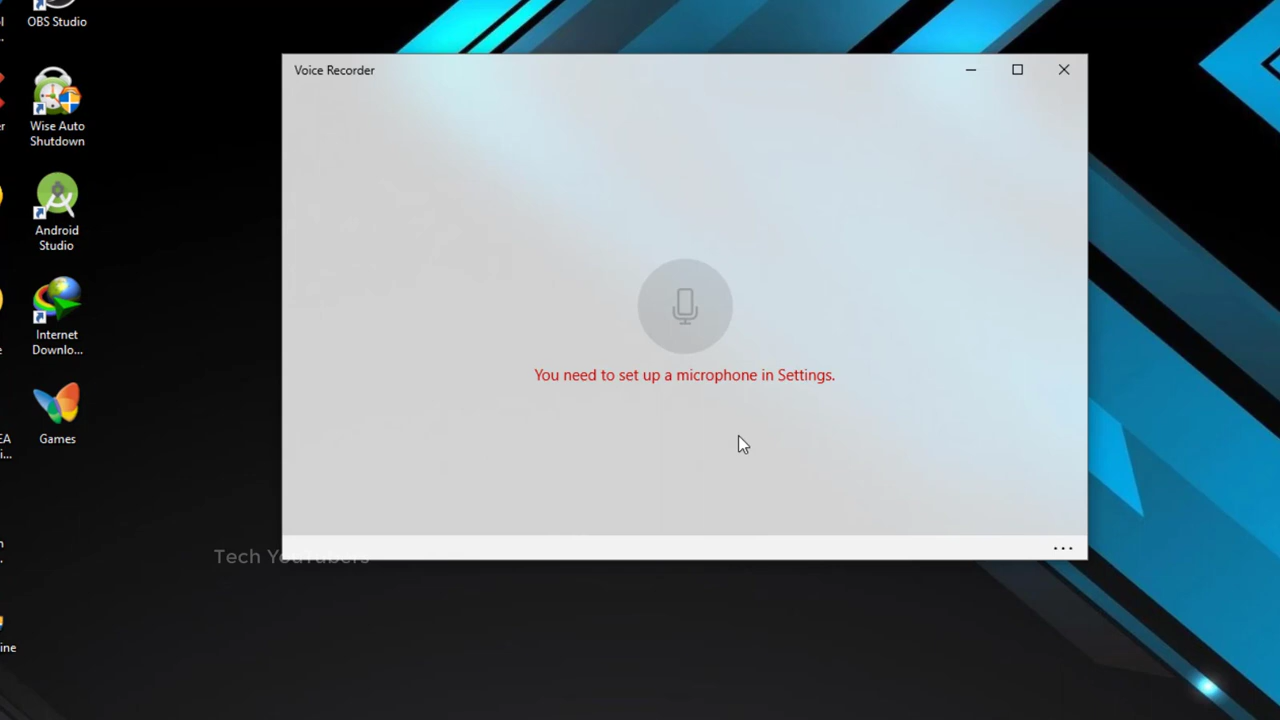 OBS Studio
Wise Auto
Shutdown
Android
Studio
Internet
Downlo...
Games
Voice Recorder
You need to set up a microphone in Settings.
Tech YouTubers